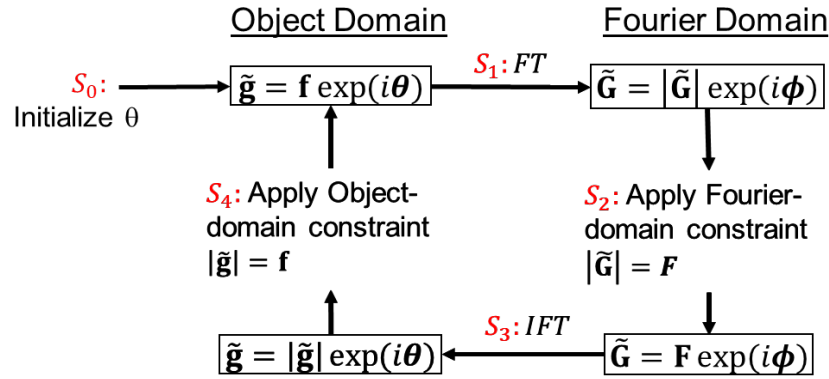 Object Domain
Fourier Domain
S₀:
Initialize θ
g̃ = f exp(iθ)
S₁: FT
G̃ = |G̃| exp(iϕ)
S₄: Apply Object-
domain constraint
|g̃| = f
S₂: Apply Fourier-
domain constraint
|G̃| = F
g̃ = |g̃| exp(iθ)
S₃: IFT
G̃ = F exp(iϕ)